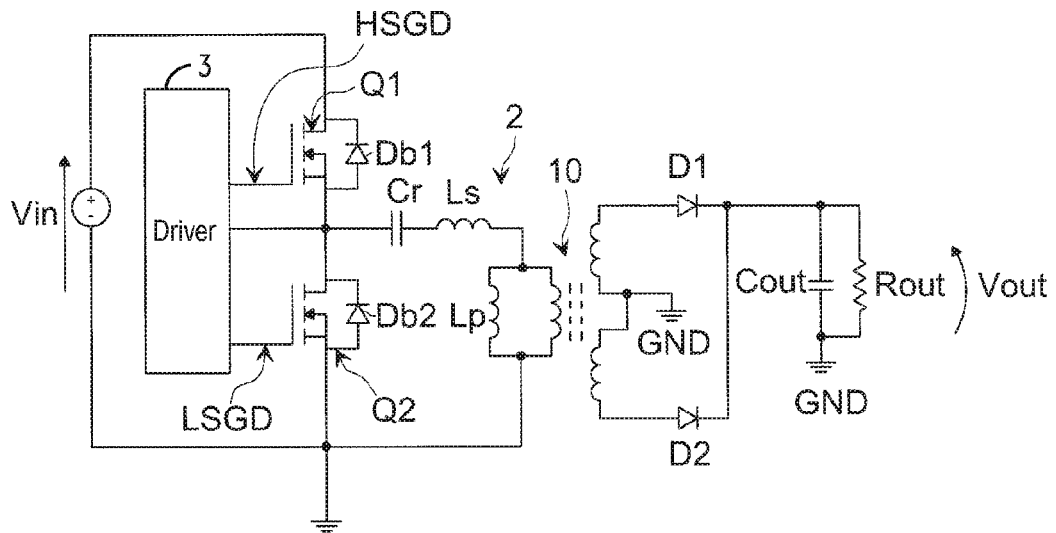 HSGD
3
Q1
2
Db1
10
D1
Cr
Ls
Vin
+
-
Driver
Cout
Rout
Vout
Db2
Lp
GND
GND
LSGD
Q2
D2